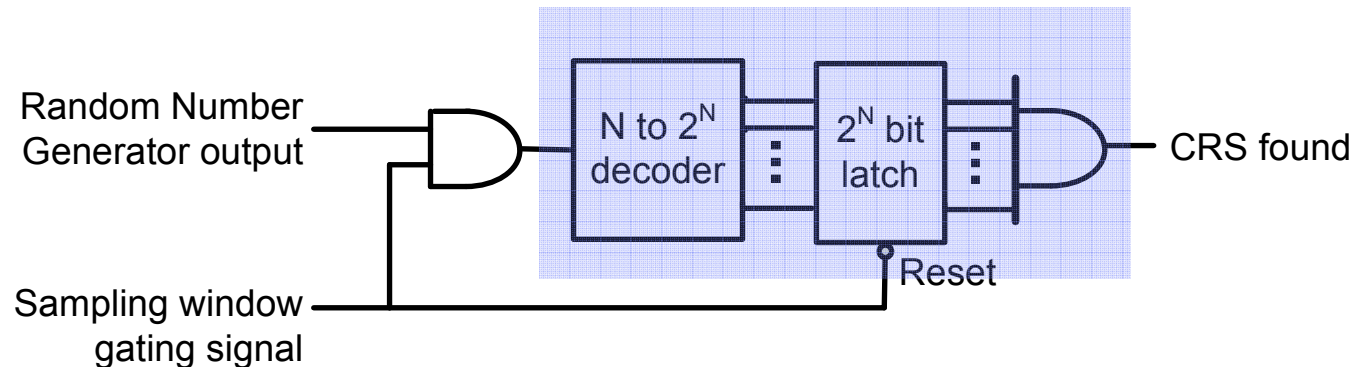 Random Number
Generator output
N to 2^N
decoder
2^N bit
latch
CRS found
Reset
Sampling window
gating signal